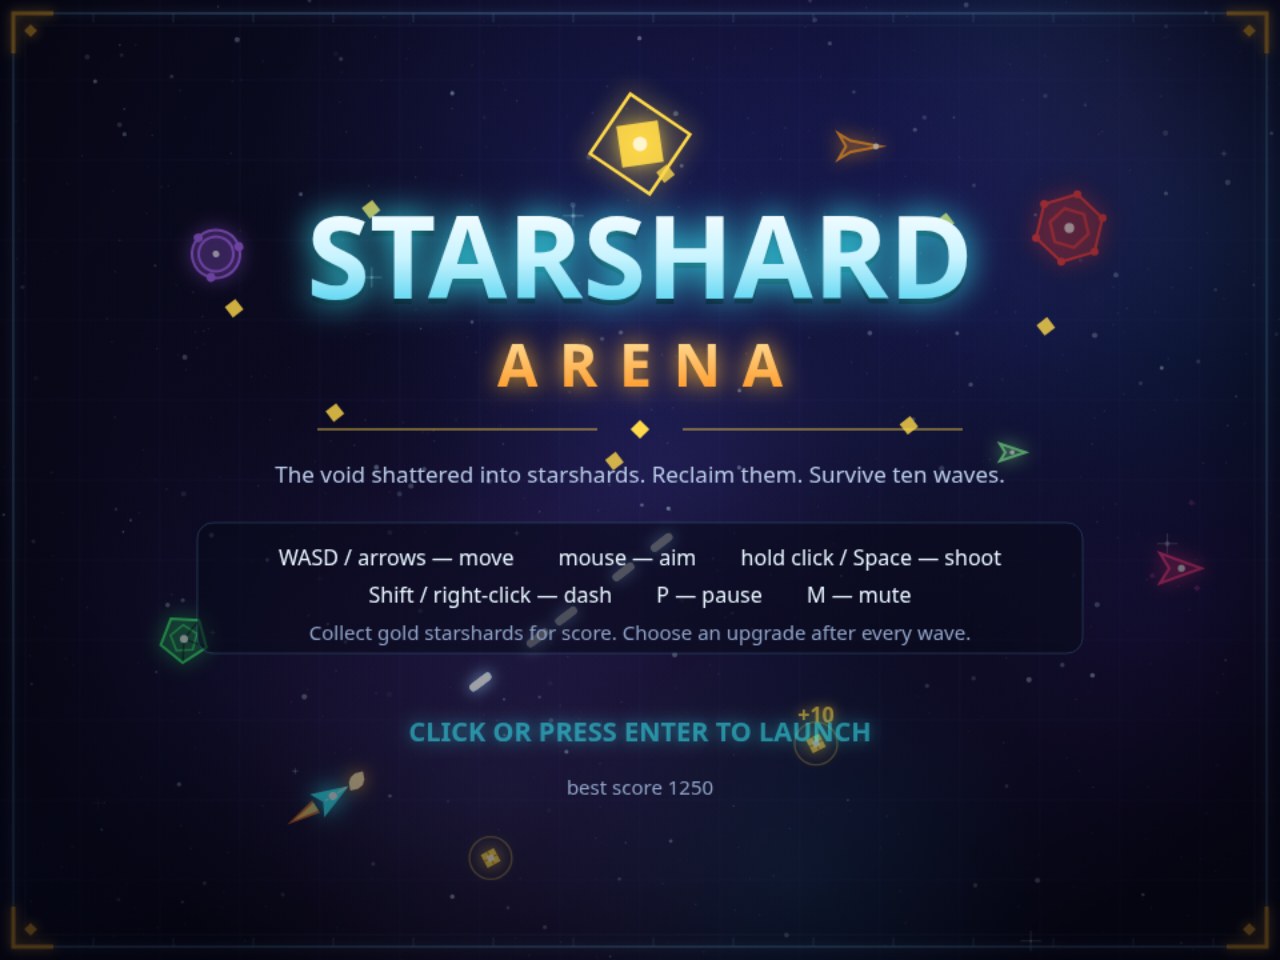 STARSHARD
ARENA
The void shattered into starshards. Reclaim them. Survive ten waves.
WASD / arrows — move mouse — aim hold click / Space — shoot
Shift / right-click — dash P — pause M — mute
Collect gold starshards for score. Choose an upgrade after every wave.
+10
CLICK OR PRESS ENTER TO LAUNCH
best score 1250